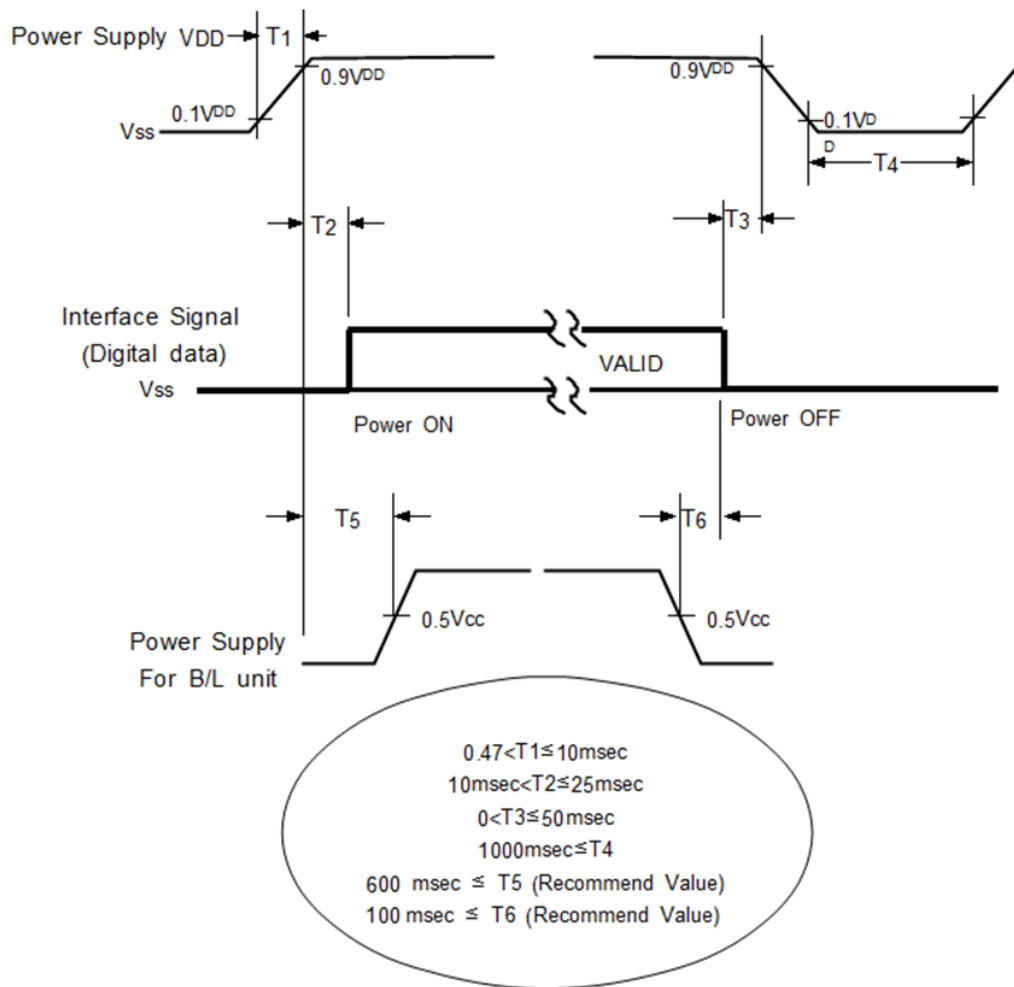 Power Supply VDD
T1
0.9VDD
0.9VDD
0.1VDD
0.1VD
D
Vss
T4
T2
T3
Interface Signal
(Digital data)
VALID
Vss
Power ON
Power OFF
T5
T6
0.5Vcc
0.5Vcc
Power Supply
For B/L unit
0.47<T1≦10msec
10msec<T2≦25msec
0<T3≦50msec
1000msec≦T4
600 msec ≦ T5 (Recommend Value)
100 msec ≦ T6 (Recommend Value)